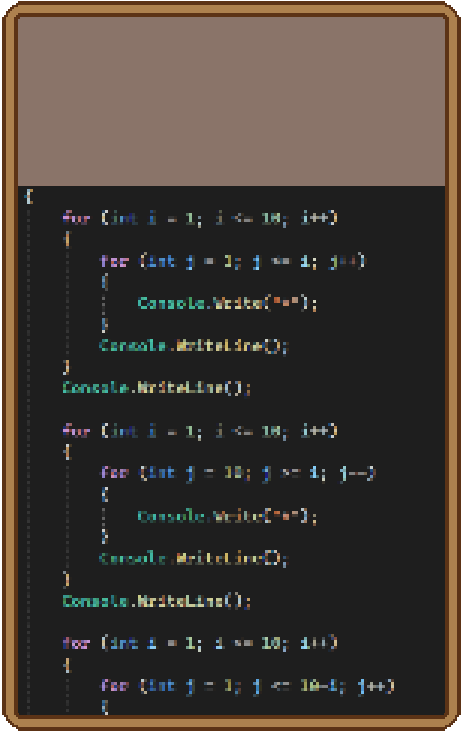 {
for (int i = 1; i <= 10; i++)
{
for (int j = 1; j <= i; j++)
{
Console.Write("*");
}
Console.WriteLine();
}
Console.WriteLine();
for (int i = 1; i <= 10; i++)
{
for (int j = 10; j >= i; j--)
{
Console.Write("*");
}
Console.WriteLine();
}
Console.WriteLine();
for (int i = 1; i <= 10; i++)
{
for (int j = 1; j <= 10-i; j++)
{